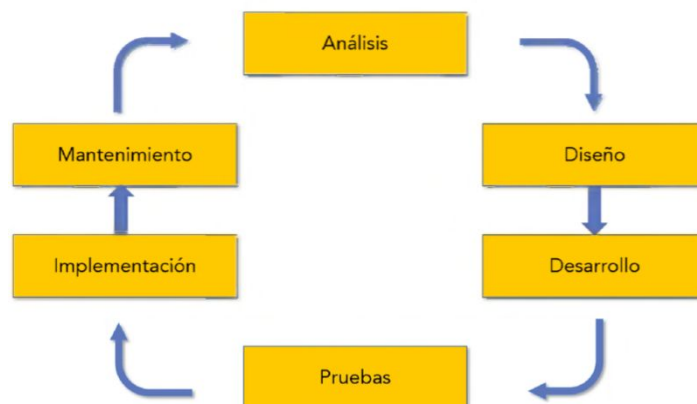 Análisis
Mantenimiento
Diseño
Implementación
Desarrollo
Pruebas